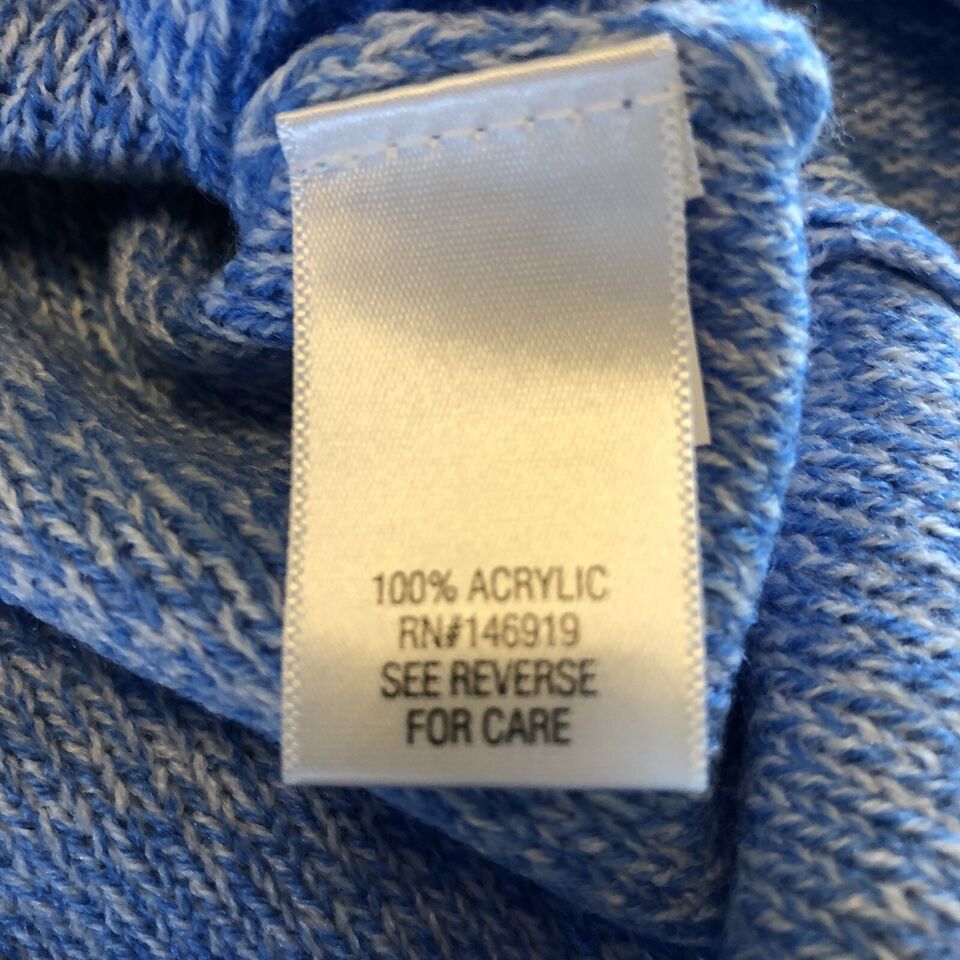 100% ACRYLIC
RN#146919
SEE REVERSE
FOR CARE